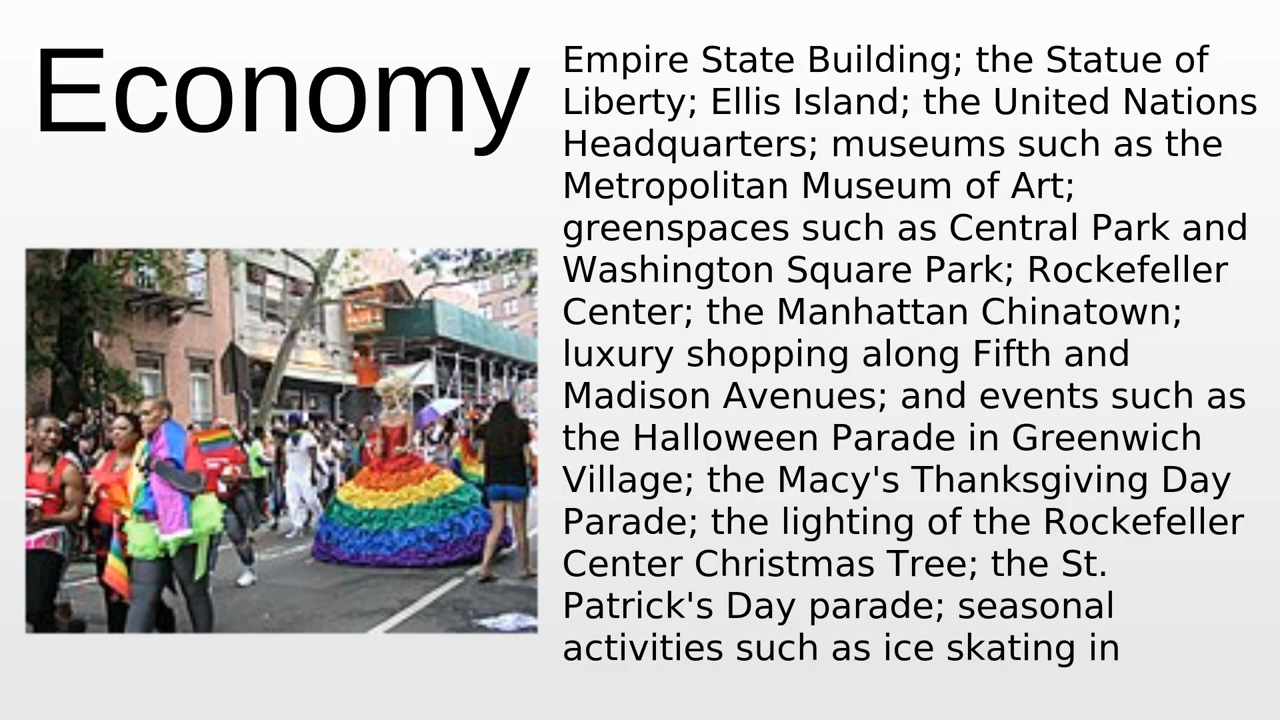 Economy
Empire State Building; the Statue of
Liberty; Ellis Island; the United Nations
Headquarters; museums such as the
Metropolitan Museum of Art;
greenspaces such as Central Park and
Washington Square Park; Rockefeller
Center; the Manhattan Chinatown;
luxury shopping along Fifth and
Madison Avenues; and events such as
the Halloween Parade in Greenwich
Village; the Macy's Thanksgiving Day
Parade; the lighting of the Rockefeller
Center Christmas Tree; the St.
Patrick's Day parade; seasonal
activities such as ice skating in